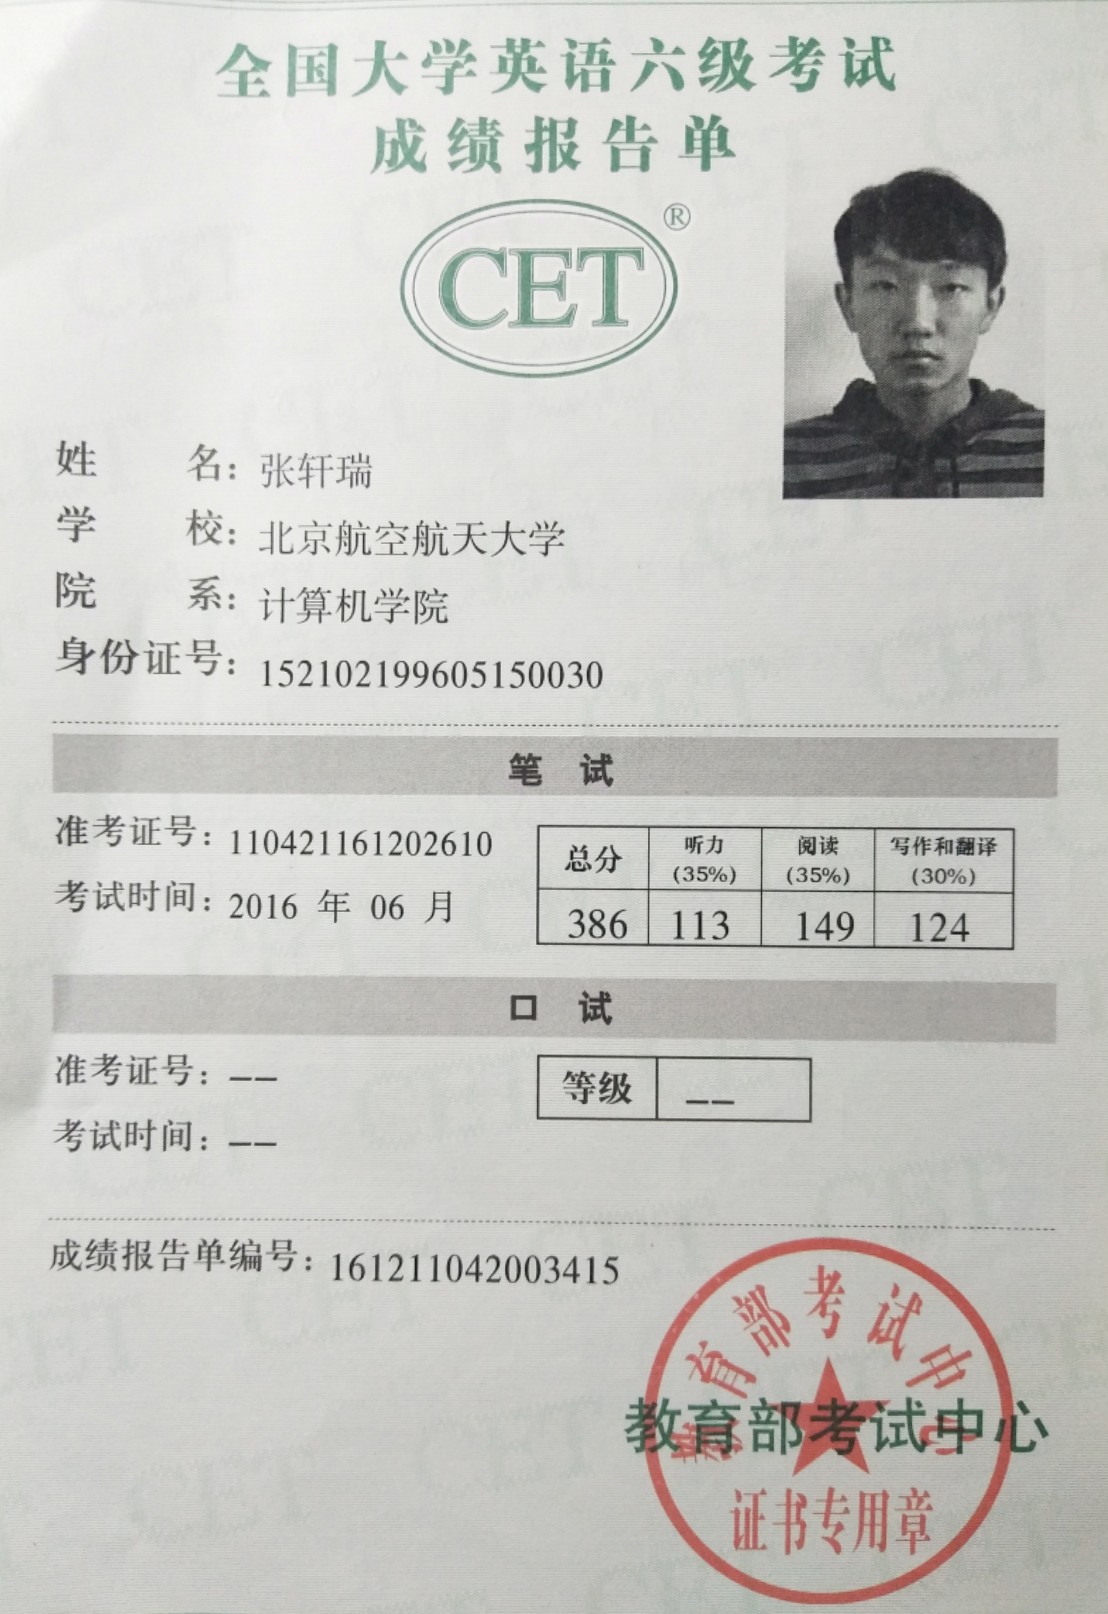 全国大学英语六级考试
成绩报告单
CET®
姓名：张轩瑞
学校：北京航空航天大学
院系：计算机学院
身份证号：152102199605150030
笔试
准考证号：110421161202610
考试时间：2016 年 06 月
总分 听力(35%) 阅读(35%) 写作和翻译(30%)
386 113 149 124
口试
准考证号：——
考试时间：——
等级 ——
成绩报告单编号：161211042003415
教育部考试中心
教育部考试中心
证书专用章